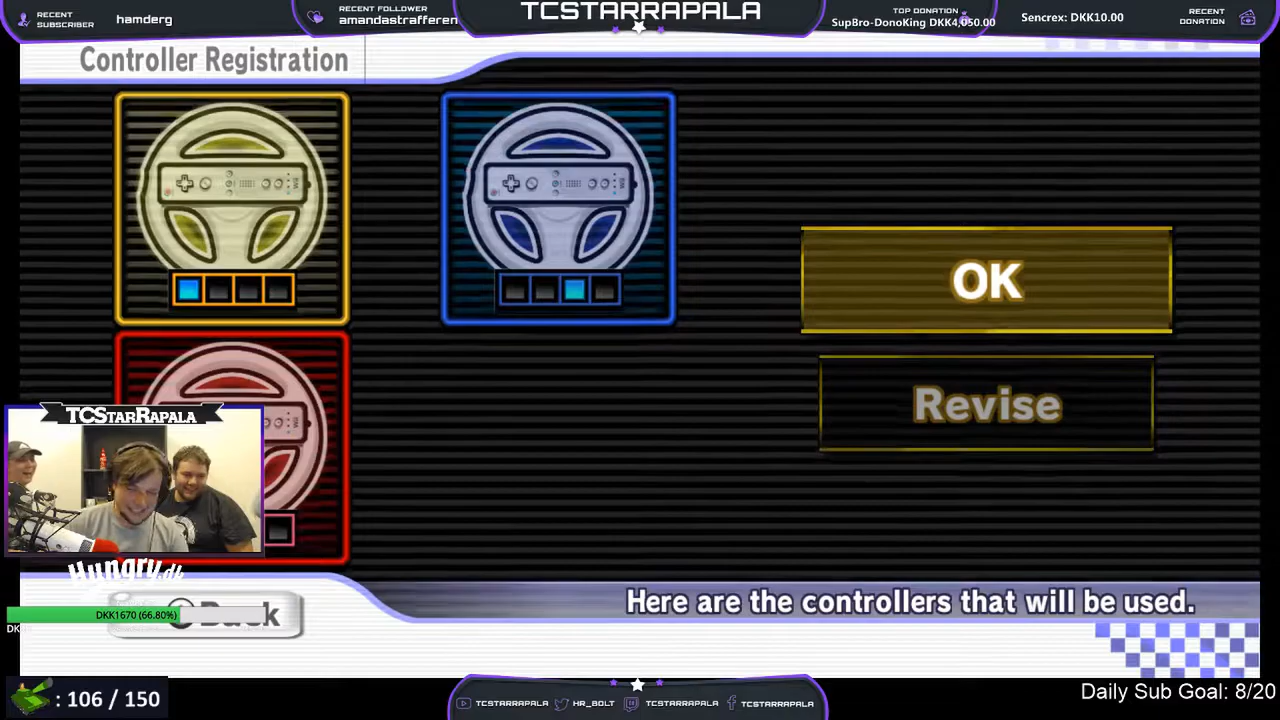 RECENT SUBSCRIBER
hamderg
RECENT FOLLOWER
amandastrafferen
TCSTARRAPALA
TOP DONATION
SupBro-DonoKing DKK4,050.00
Sencrex: DKK10.00
RECENT DONATION
Controller Registration
OK
Revise
TCSTARRAPALA
Hungry.dk
DKK1670 (66.80%)
Back
Here are the controllers that will be used.
: 106 / 150
TCSTARRAPALA
HR_BOLT
TCSTARRAPALA
TCSTARRAPALA
Daily Sub Goal: 8/20